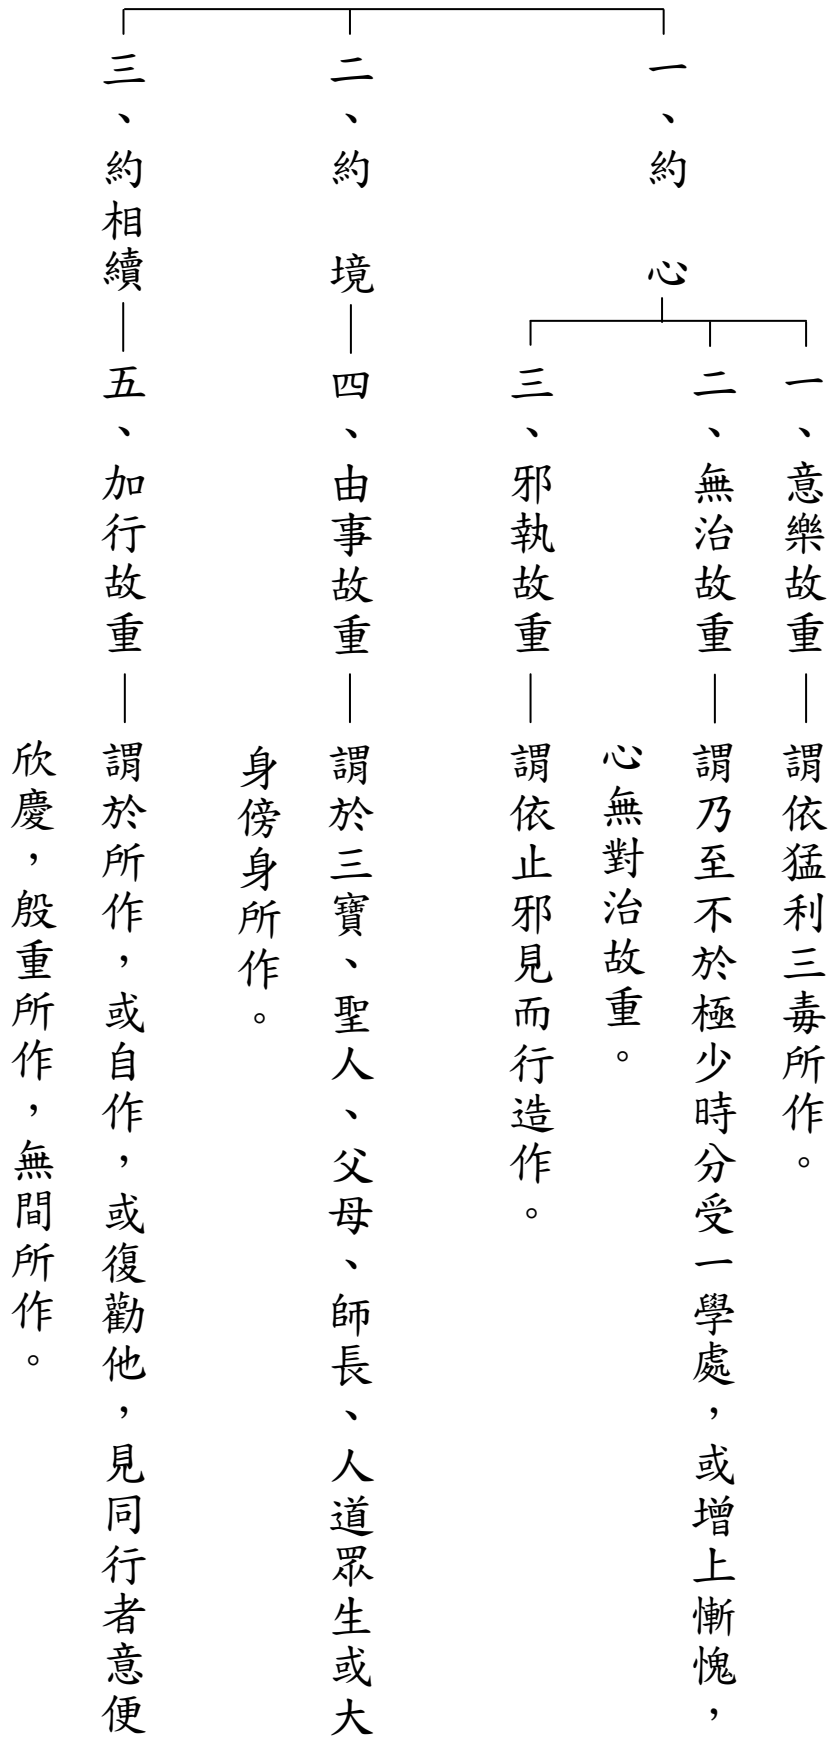 一、約　心
一、意樂故重—謂依猛利三毒所作。
二、無治故重—謂乃至不於極少時分受一學處，或增上慚愧，
心無對治故重。
三、邪執故重—謂依止邪見而行造作。
二、約　境—四、由事故重—謂於三寶、聖人、父母、師長、人道眾生或大
身傍身所作。
三、約相續—五、加行故重—謂於所作，或自作，或復勸他，見同行者意便
欣慶，殷重所作，無間所作。